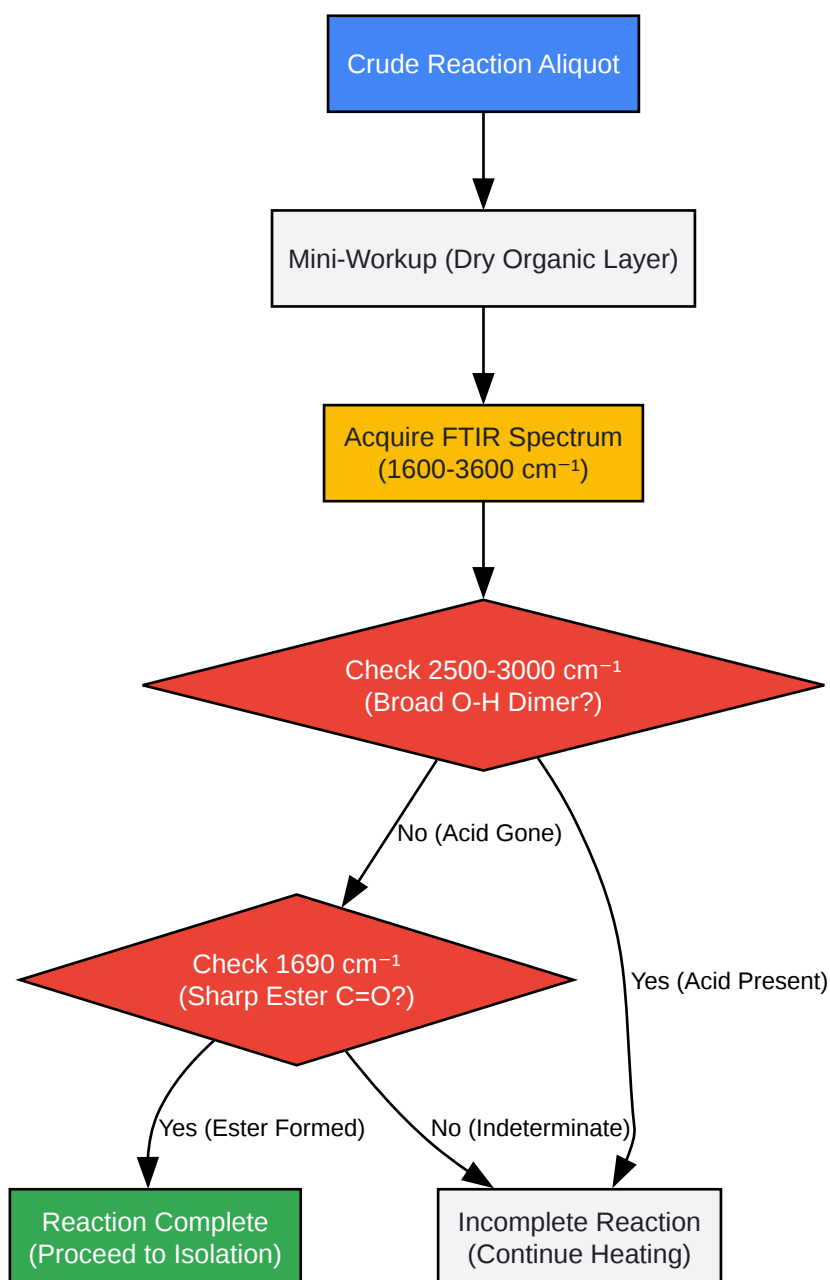 Crude Reaction Aliquot
Mini-Workup (Dry Organic Layer)
Acquire FTIR Spectrum
(1600-3600 cm⁻¹)
Check 2500-3000 cm⁻¹
(Broad O-H Dimer?)
No (Acid Gone)
Check 1690 cm⁻¹
(Sharp Ester C=O?)
Yes (Acid Present)
Yes (Ester Formed)
No (Indeterminate)
Reaction Complete
(Proceed to Isolation)
Incomplete Reaction
(Continue Heating)